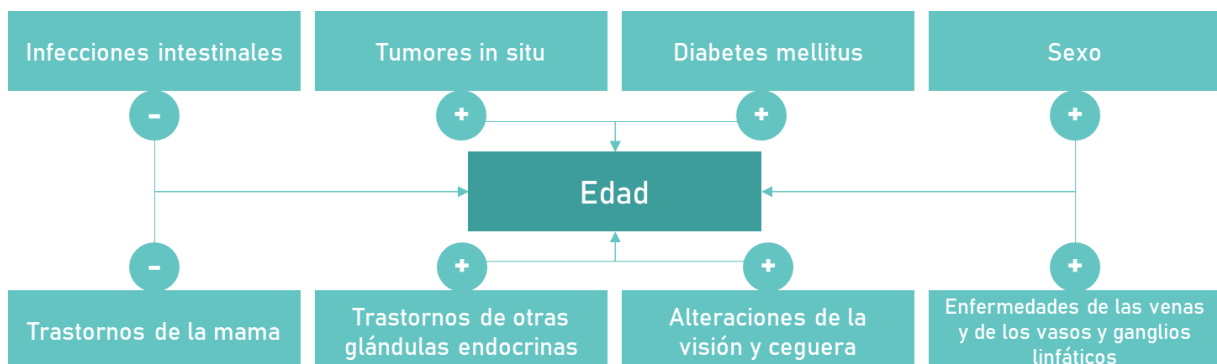 Infecciones intestinales
Tumores in situ
Diabetes mellitus
Sexo
-
+
+
+
Edad
-
+
+
+
Trastornos de la mama
Trastornos de otras
glándulas endocrinas
Alteraciones de la
visión y ceguera
Enfermedades de las venas
y de los vasos y ganglios
linfáticos